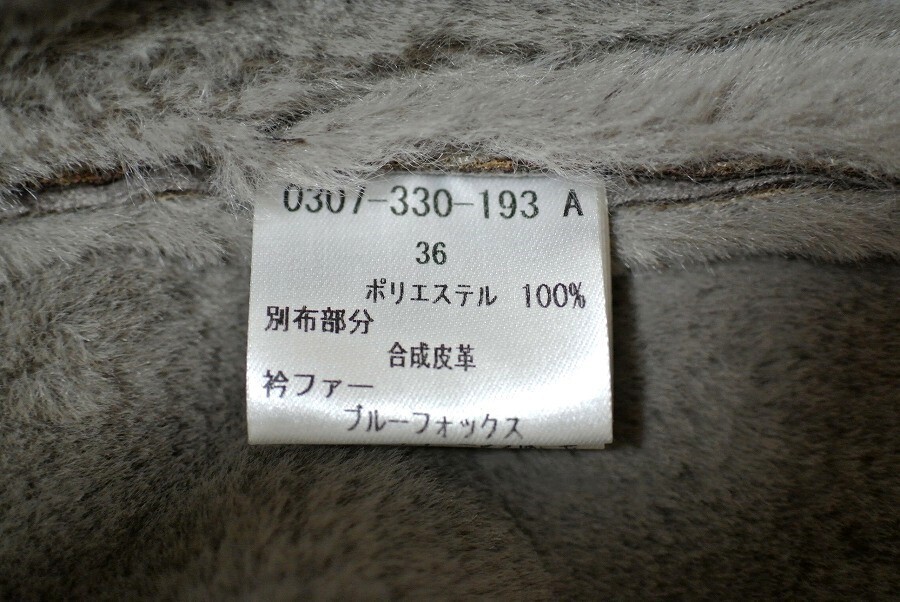 0307-330-193 A
36
ポリエステル 100%
別布部分
合成皮革
衿ファー
ブルーフォックス